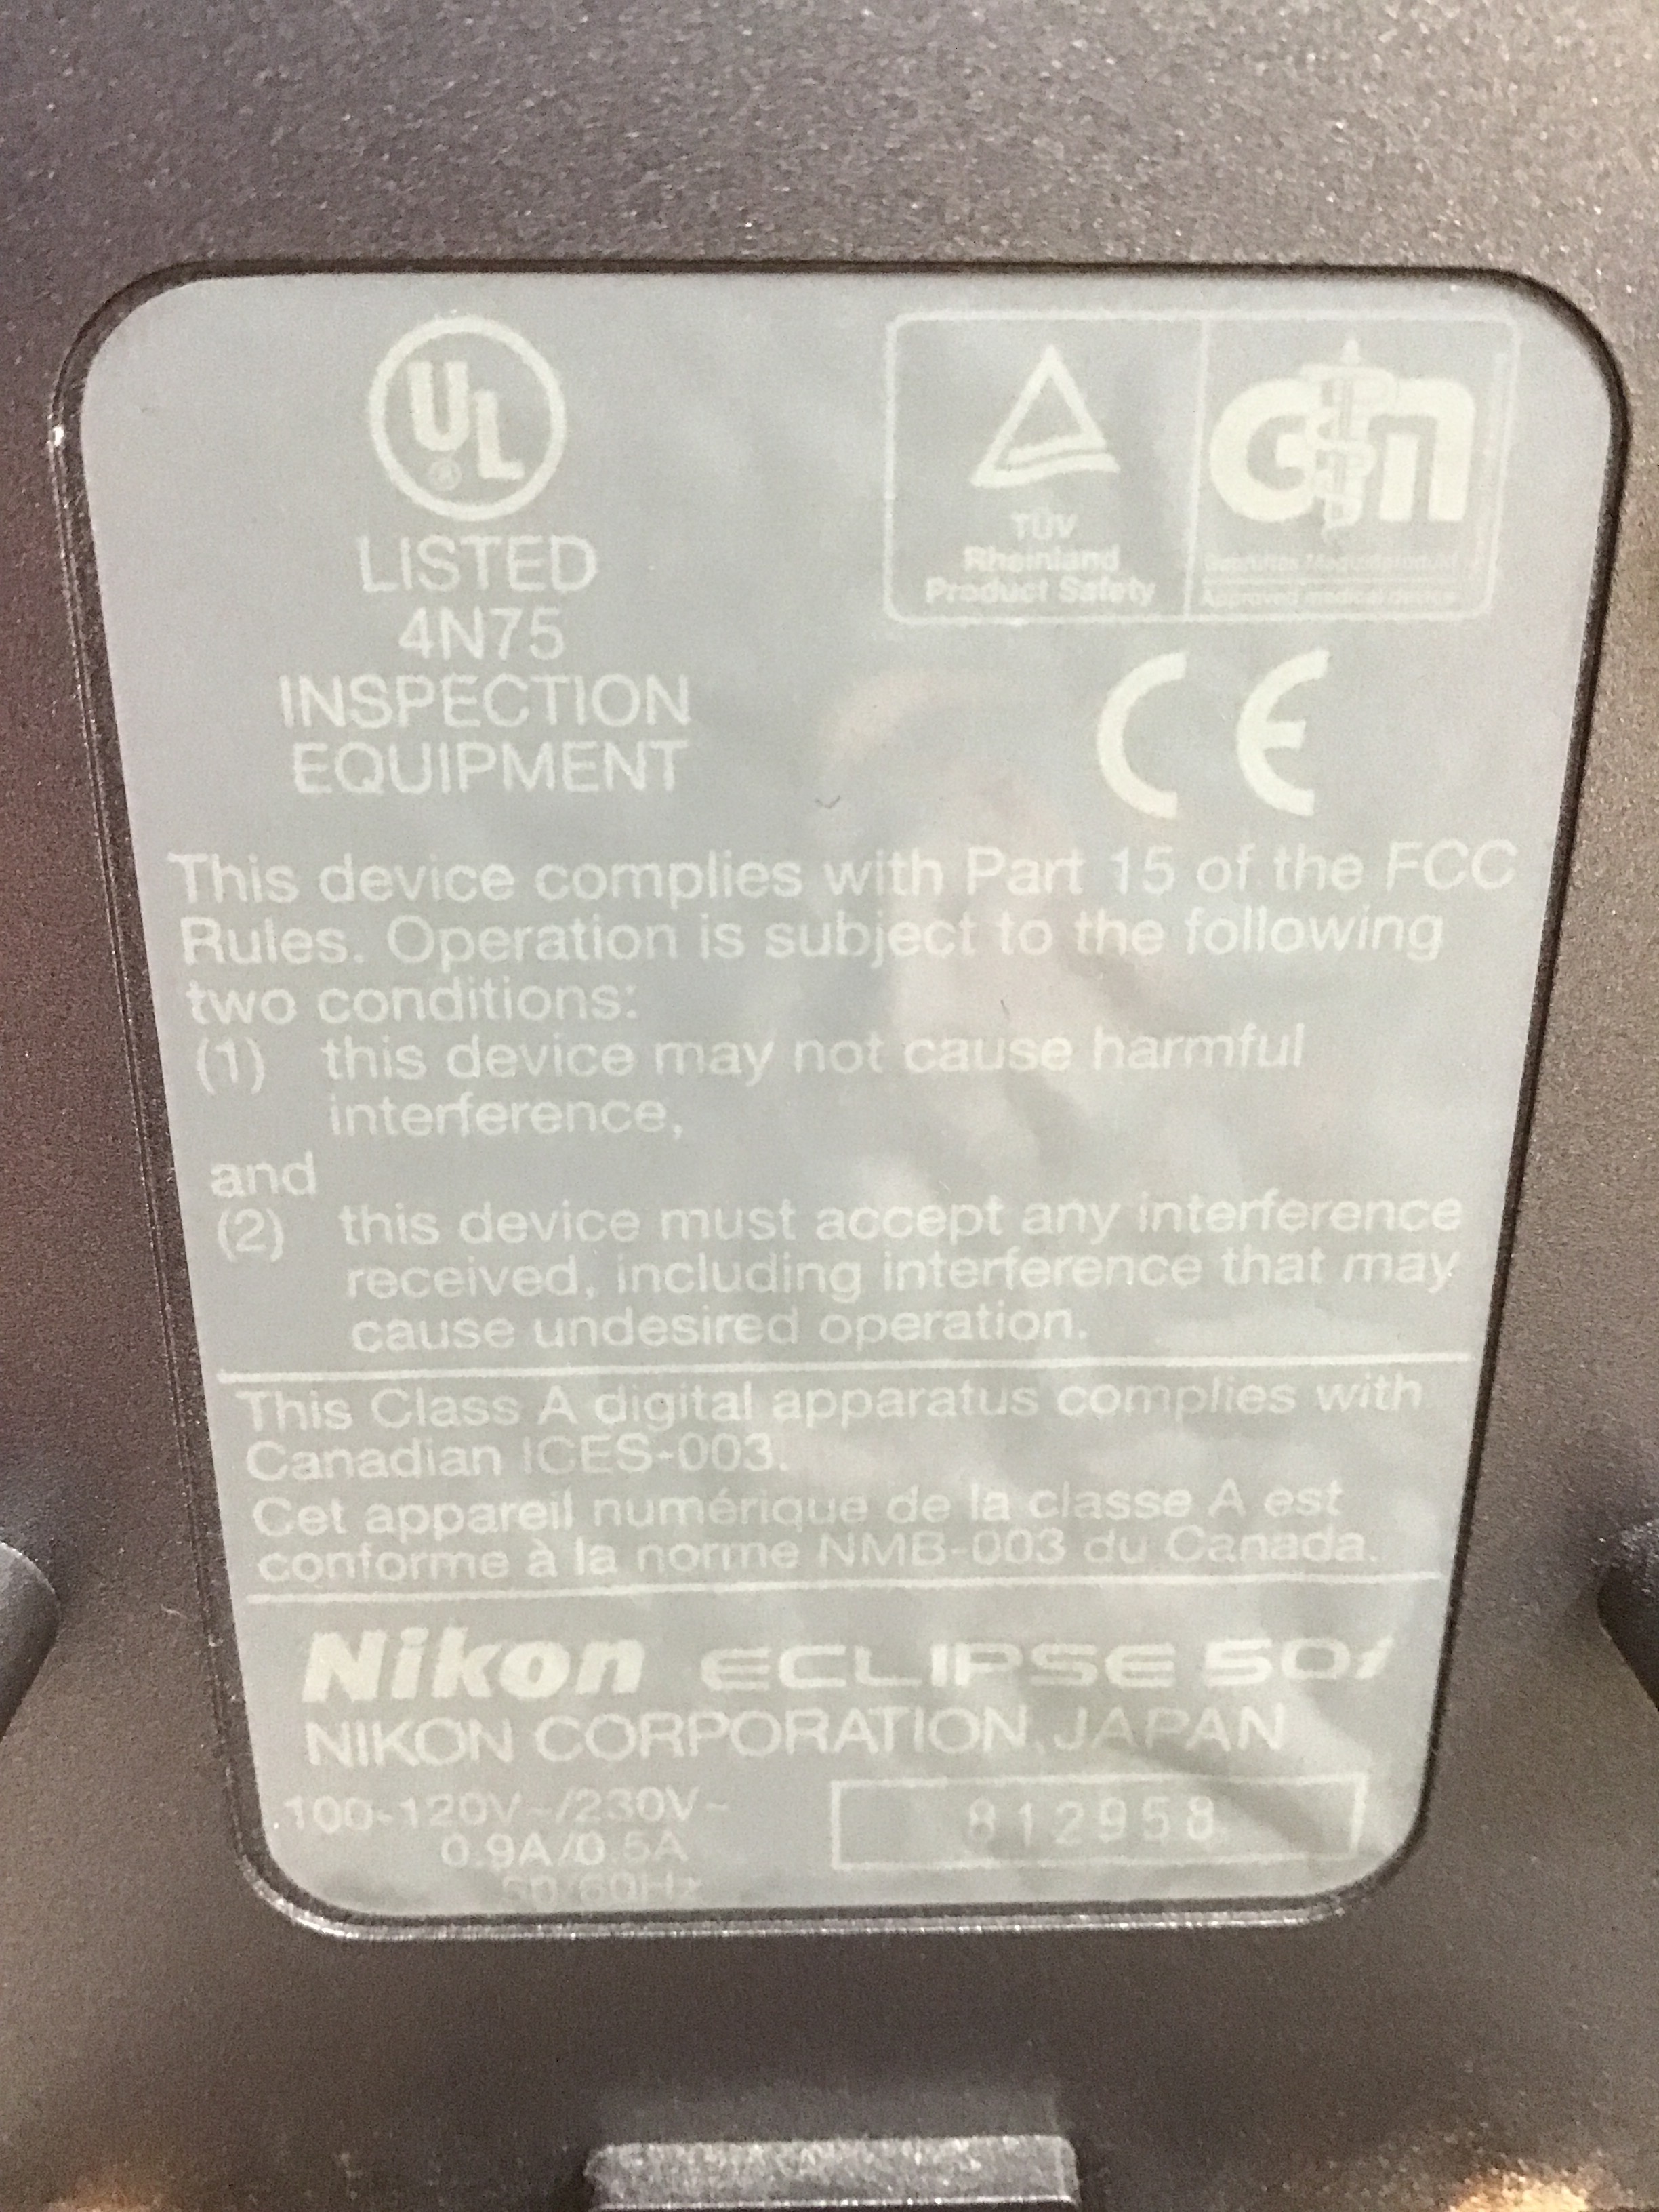 UL
®
LISTED
4N75
INSPECTION
EQUIPMENT
TÜV
Rheinland
Product Safety
Geprüftes Medizinprodukt
Approved medical device
CE
This device complies with Part 15 of the FCC
Rules. Operation is subject to the following
two conditions:
(1) this device may not cause harmful
interference,
and
(2) this device must accept any interference
received, including interference that may
cause undesired operation.
This Class A digital apparatus complies with
Canadian ICES-003.
Cet appareil numérique de la classe A est
conforme à la norme NMB-003 du Canada.
Nikon ECLIPSE 50i
NIKON CORPORATION JAPAN
100-120V~/230V~
0.9A/0.5A
50/60Hz
812958